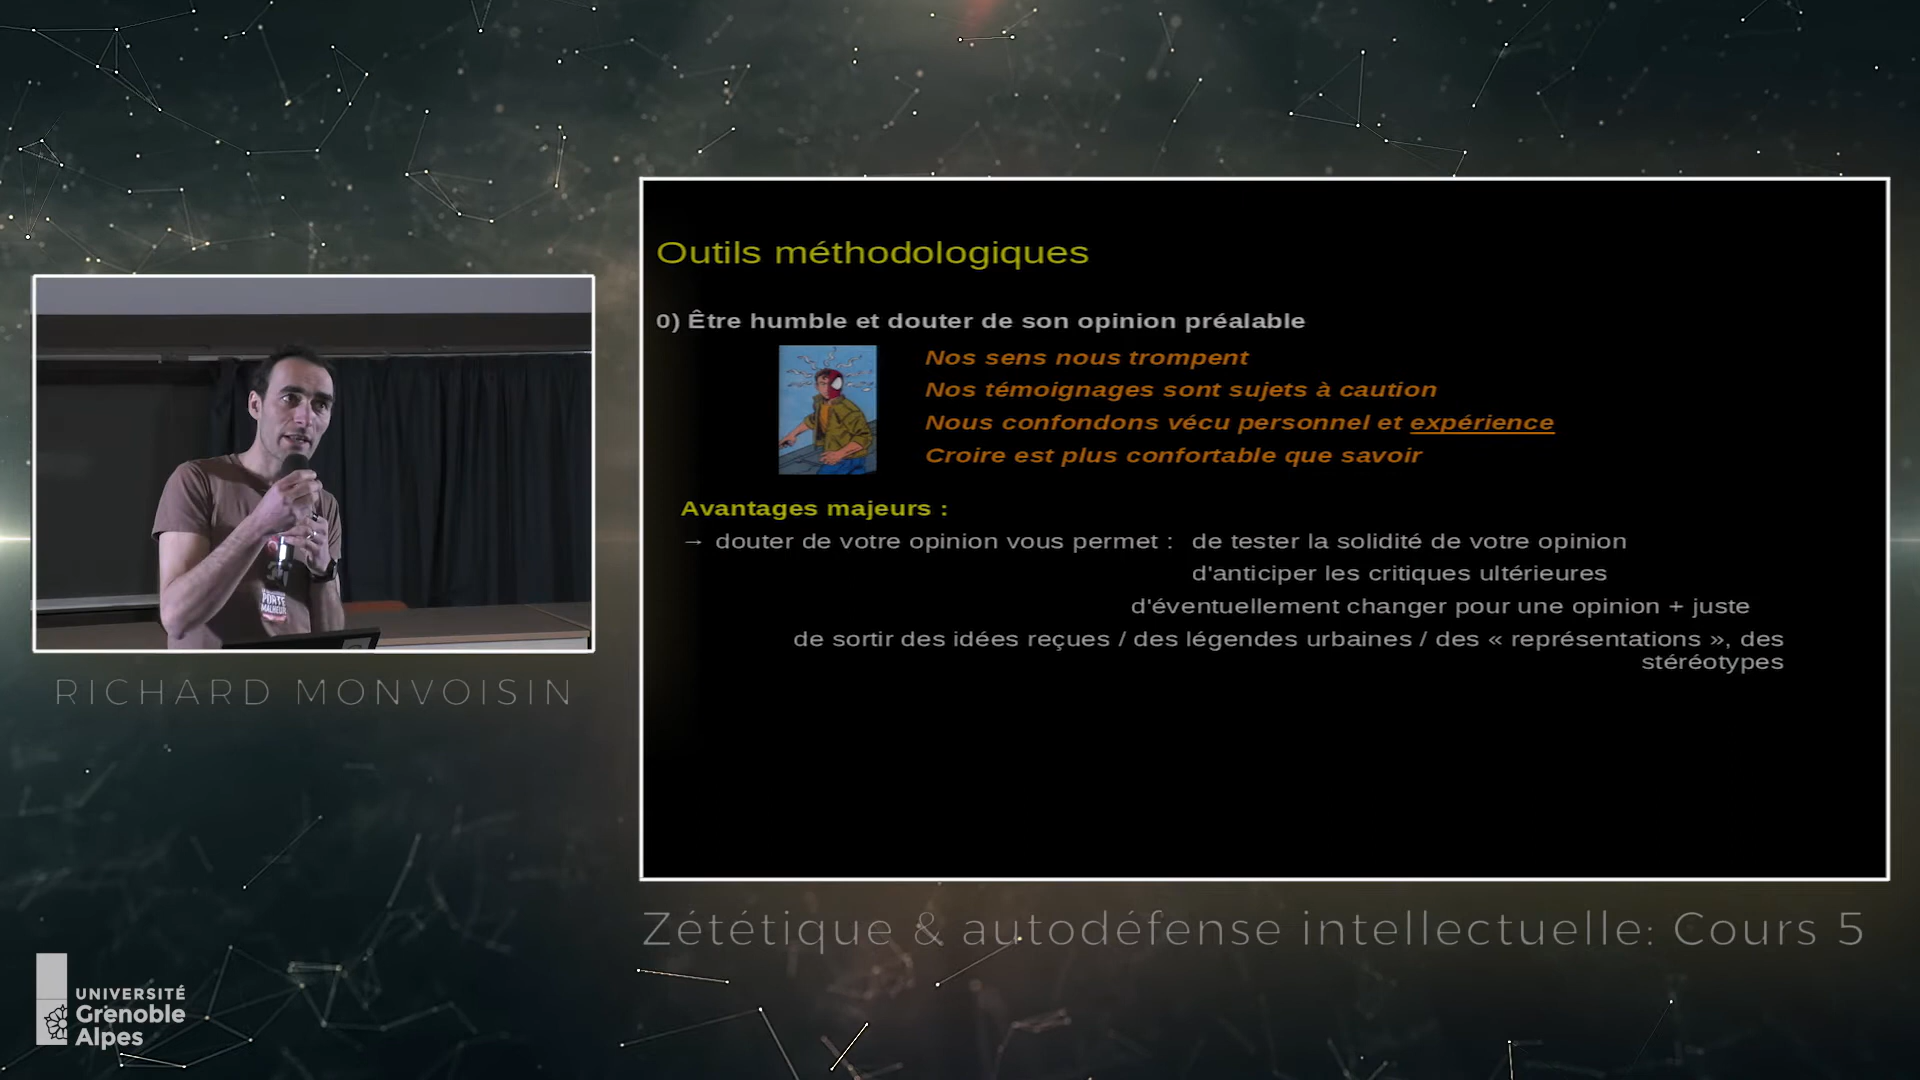 Outils méthodologiques
0) Être humble et douter de son opinion préalable
Nos sens nous trompent
Nos témoignages sont sujets à caution
Nous confondons vécu personnel et expérience
Croire est plus confortable que savoir
Avantages majeurs :
→ douter de votre opinion vous permet : de tester la solidité de votre opinion
d'anticiper les critiques ultérieures
d'éventuellement changer pour une opinion + juste
de sortir des idées reçues / des légendes urbaines / des « représentations », des
stéréotypes
PORTE
MALHEUR
RICHARD MONVOISIN
Zététique & autodéfense intellectuelle: Cours 5
UNIVERSITÉ
Grenoble
Alpes